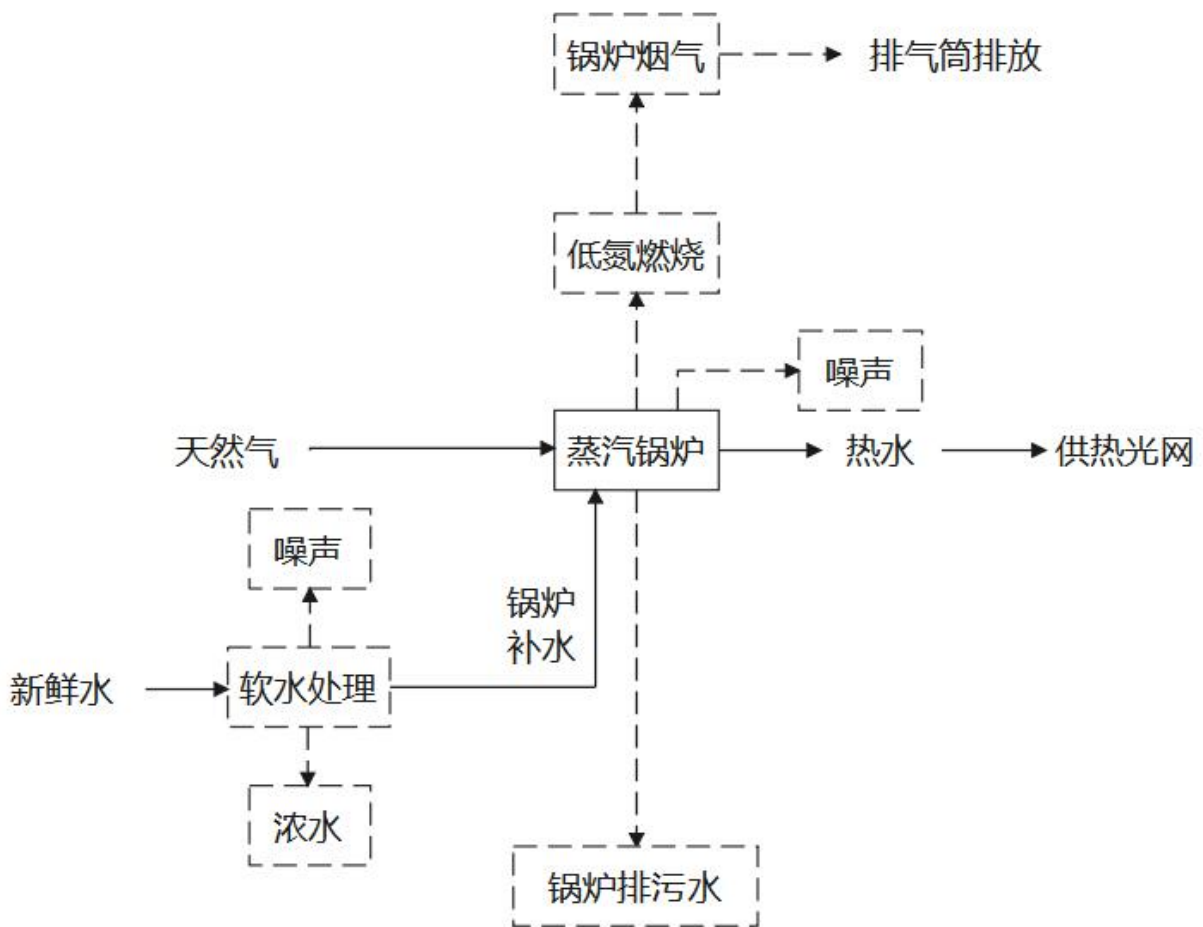 锅炉烟气
排气筒排放
低氮燃烧
噪声
天然气
蒸汽锅炉
热水
供热光网
噪声
锅炉
补水
新鲜水
软水处理
浓水
锅炉排污水